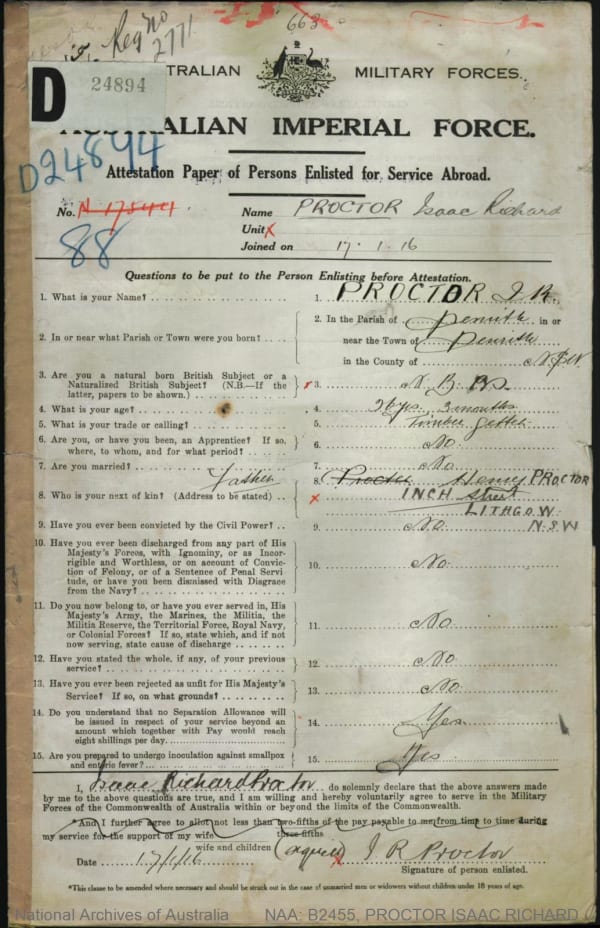 663
Reg no
2771
D 24894
AUSTRALIAN MILITARY FORCES.
AUSTRALIAN IMPERIAL FORCE.
D24894
Attestation Paper of Persons Enlisted for Service Abroad.
No. N 17544 Name PROCTOR Isaac Richard
88
Unit X
Joined on 17.1.16
Questions to be put to the Person Enlisting before Attestation.
1. What is your Name? 1. PROCTOR I R.
2. In or near what Parish or Town were you born? 2. In the Parish of Penrith in or
near the Town of Penrith
in the County of N.S.W.
3. Are you a natural born British Subject or a
Naturalized British Subject? (N.B.—If the
latter, papers to be shown.) 3. N. B. B S
4. What is your age? 4. 26 yrs. 3 months
5. What is your trade or calling? 5. Timber Getter
6. Are you, or have you been, an Apprentice? If so,
where, to whom, and for what period? 6. No
7. Are you married? 7. No
Father
8. Who is your next of kin? (Address to be stated) 8. Proctor Henry PROCTOR
X INCH Street
LITHGOW.
N.S.W
9. Have you ever been convicted by the Civil Power? 9. No
10. Have you ever been discharged from any part of His
Majesty's Forces, with Ignominy, or as Incor-
rigible and Worthless, or on account of Convic-
tion of Felony, or of a Sentence of Penal Servi-
tude, or have you been dismissed with Disgrace
from the Navy? 10. No
11. Do you now belong to, or have you ever served in, His
Majesty's Army, the Marines, the Militia, the
Militia Reserve, the Territorial Force, Royal Navy,
or Colonial Forces? If so, state which, and if not
now serving, state cause of discharge 11. No
12. Have you stated the whole, if any, of your previous
service? 12. No
13. Have you ever been rejected as unfit for His Majesty's
Service? If so, on what grounds? 13. No
14. Do you understand that no Separation Allowance will
be issued in respect of your service beyond an
amount which together with Pay would reach
eight shillings per day. 14. Yes
15. Are you prepared to undergo inoculation against smallpox
and enteric fever? 15. Yes
I, Isaac Richard Proctor do solemnly declare that the above answers made
by me to the above questions are true, and I am willing and hereby voluntarily agree to serve in the Military
Forces of the Commonwealth of Australia within or beyond the limits of the Commonwealth.
*And I further agree to allot not less than two-fifths of the pay payable to me from time to time during
three-fifths
my service for the support of my wife
wife and children
Date 17/1/16 X I R Proctor
Signature of person enlisted.
*This clause to be amended where necessary and should be struck out in the case of unmarried men or widowers without children under 18 years of age.
National Archives of Australia NAA: B2455, PROCTOR ISAAC RICHARD